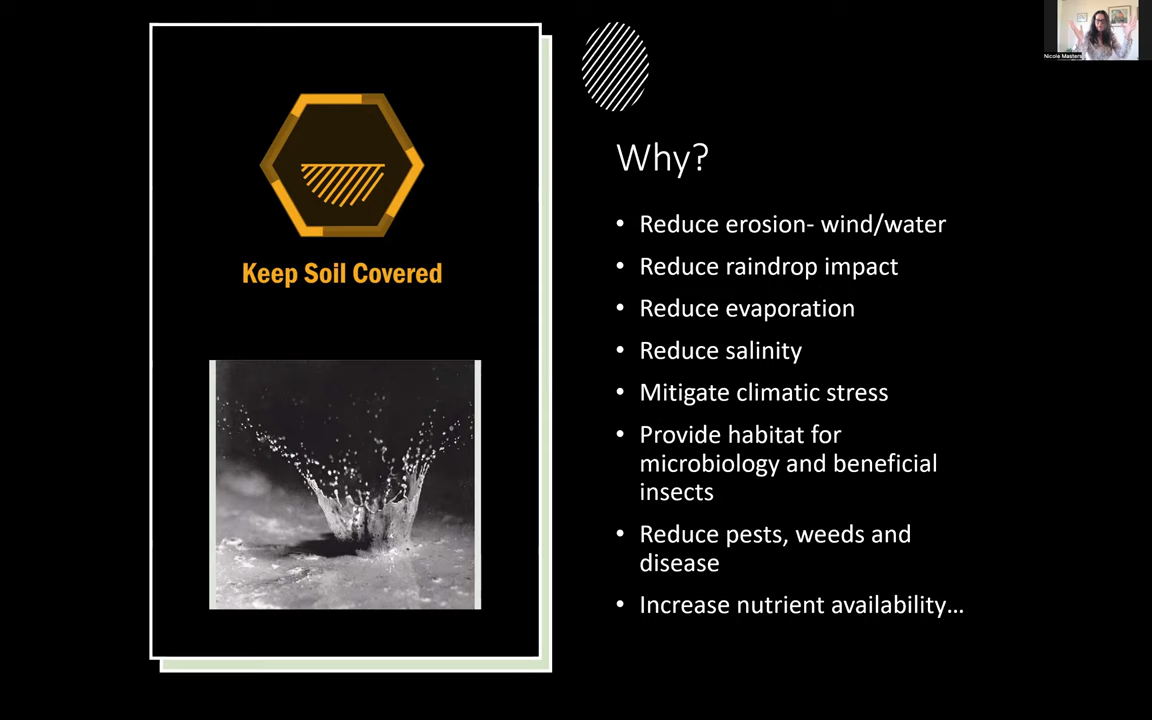 Nicole Masters
Keep Soil Covered
Why?
• Reduce erosion- wind/water
• Reduce raindrop impact
• Reduce evaporation
• Reduce salinity
• Mitigate climatic stress
• Provide habitat for
microbiology and beneficial
insects
• Reduce pests, weeds and
disease
• Increase nutrient availability…